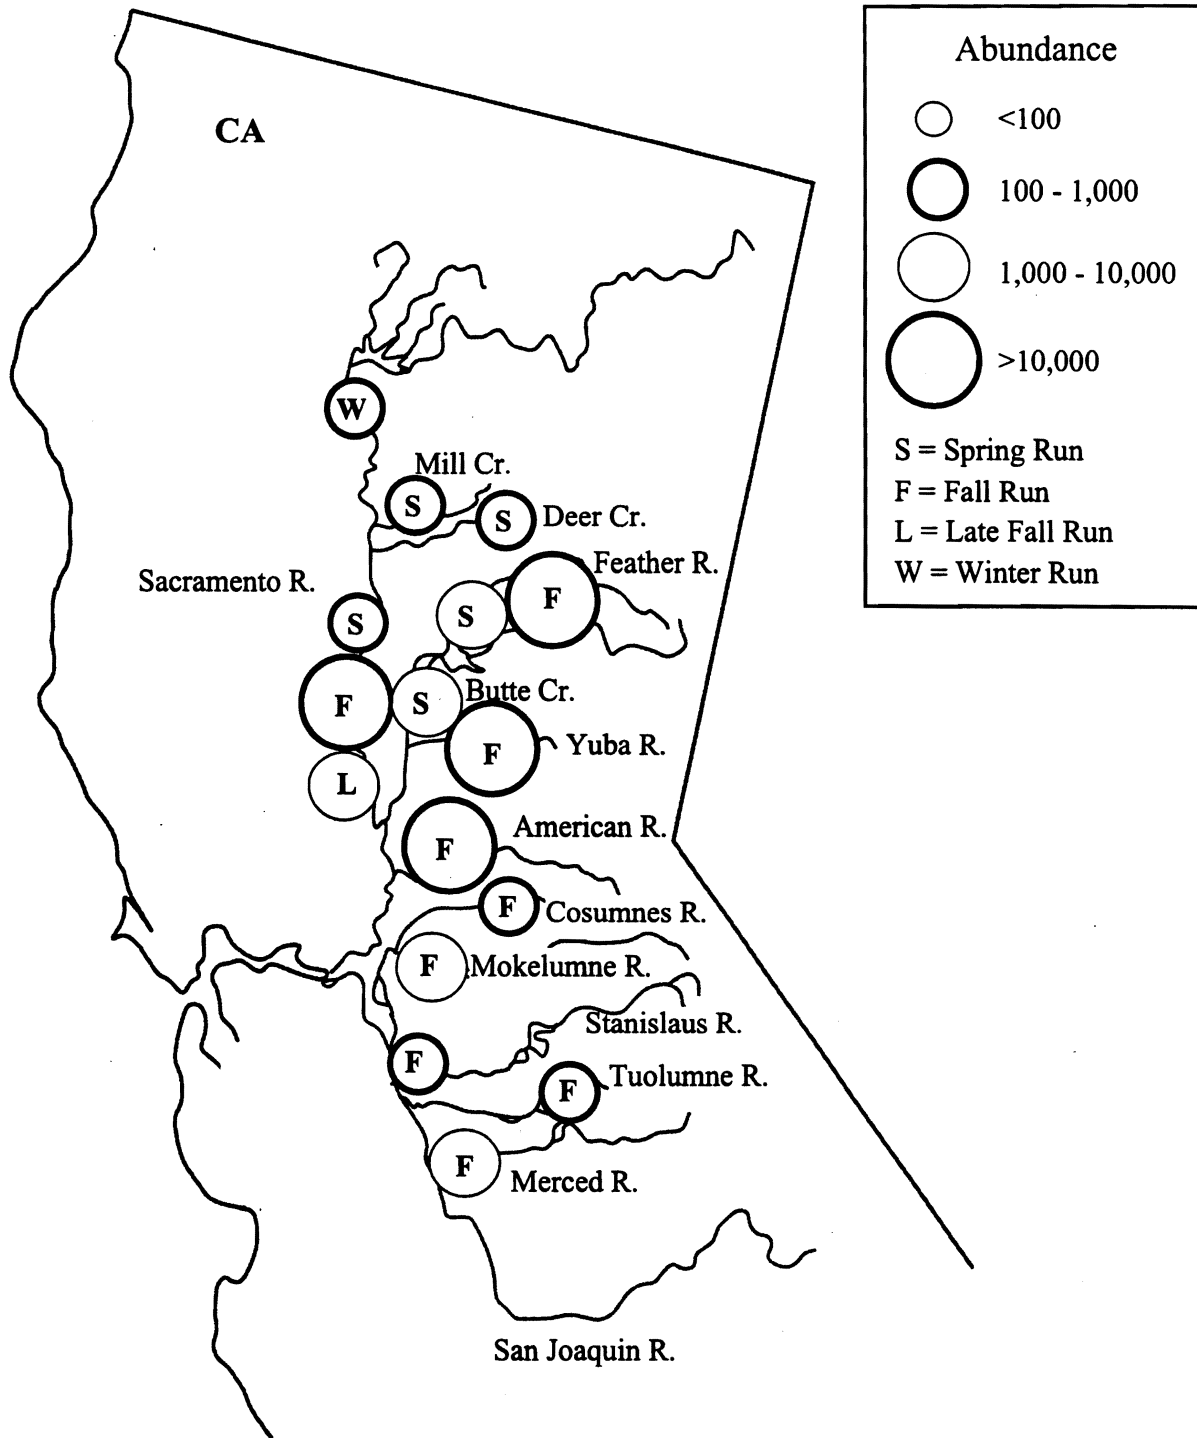 CA
Abundance
<100
100 - 1,000
1,000 - 10,000
>10,000
S = Spring Run
F = Fall Run
L = Late Fall Run
W = Winter Run
W
Mill Cr.
S
S
Deer Cr.
Feather R.
Sacramento R.
S
S
F
F
S
Butte Cr.
F
Yuba R.
L
American R.
F
F
Cosumnes R.
F
Mokelumne R.
Stanislaus R.
F
F
Tuolumne R.
F
Merced R.
San Joaquin R.